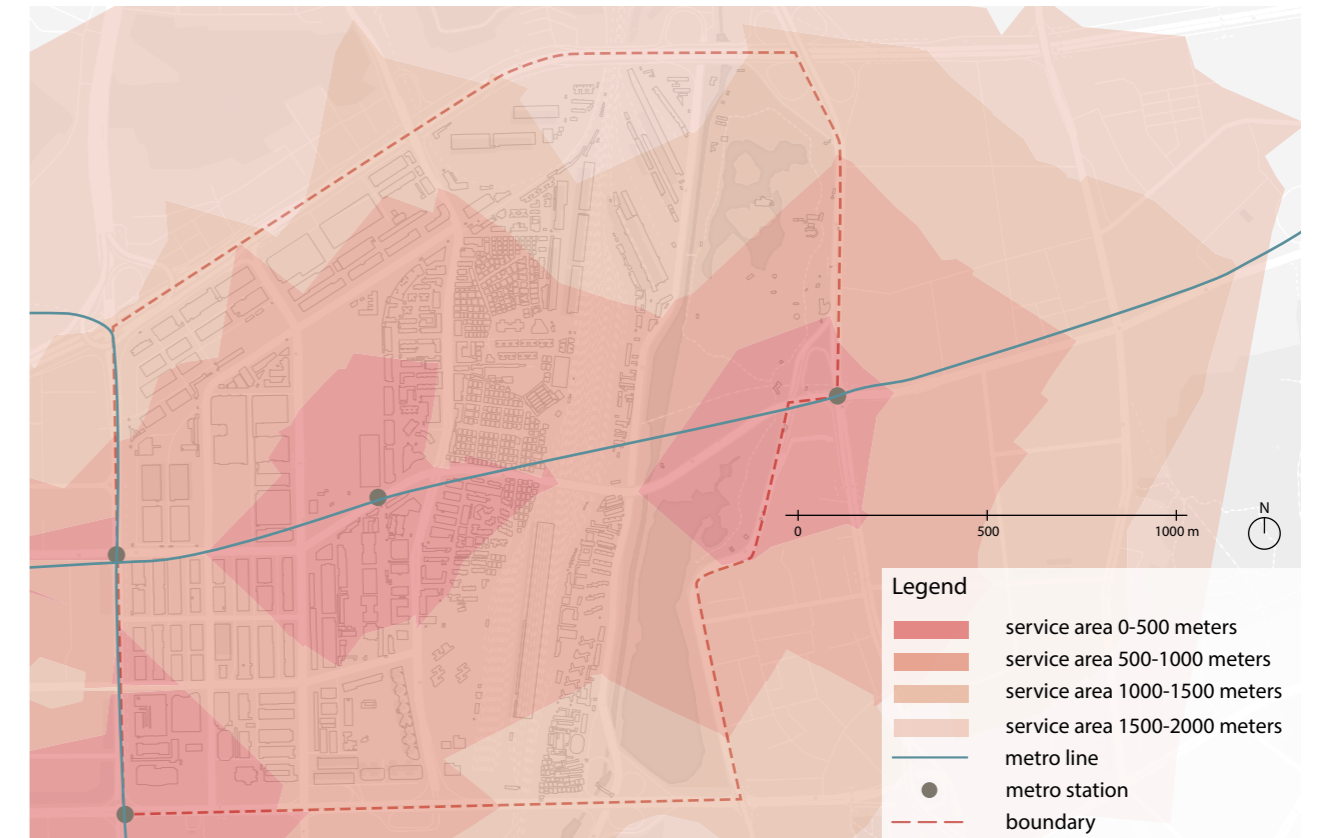 N
0 500 1000 m
Legend
service area 0-500 meters
service area 500-1000 meters
service area 1000-1500 meters
service area 1500-2000 meters
metro line
metro station
boundary